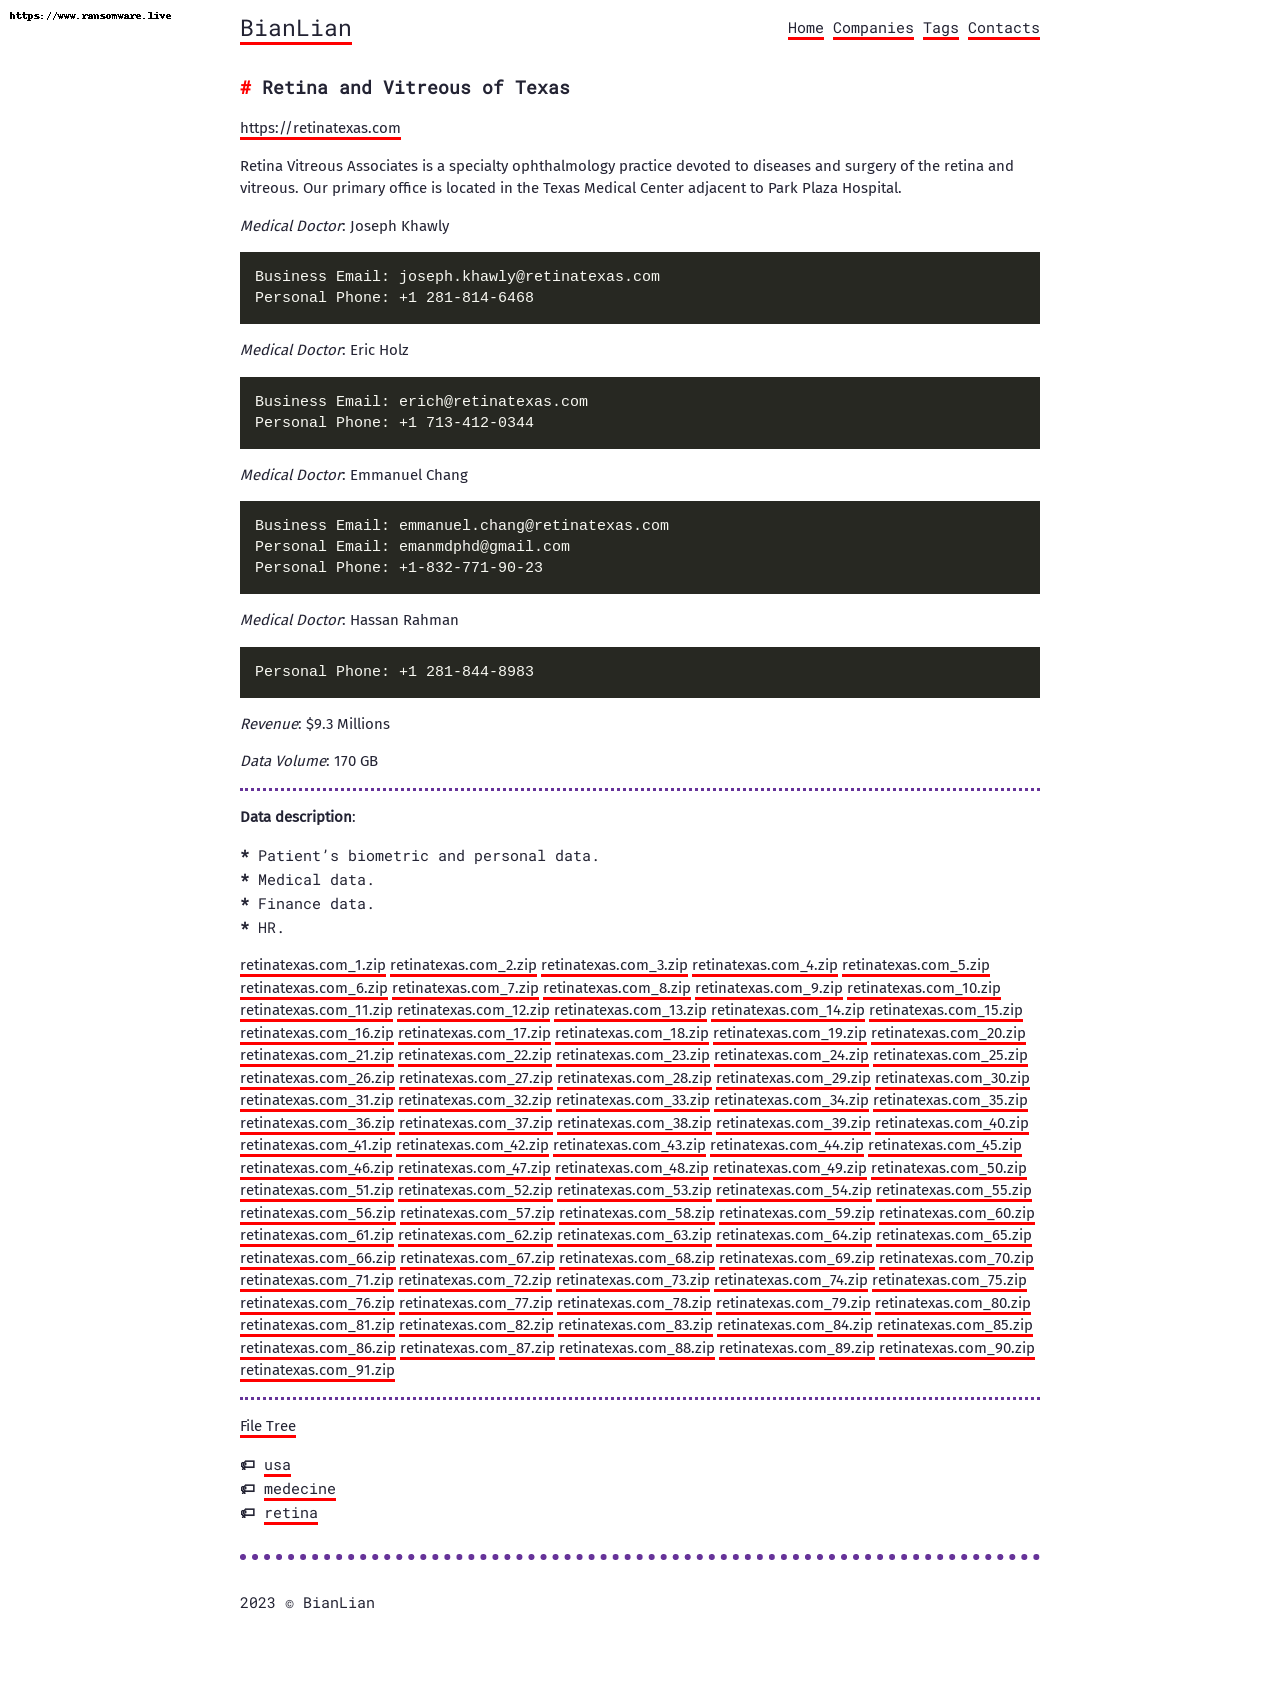 https://www.ransomware.live
BianLian
Home Companies Tags Contacts
# Retina and Vitreous of Texas
https://retinatexas.com
Retina Vitreous Associates is a specialty ophthalmology practice devoted to diseases and surgery of the retina and
vitreous. Our primary office is located in the Texas Medical Center adjacent to Park Plaza Hospital.
Medical Doctor: Joseph Khawly
Business Email: joseph.khawly@retinatexas.com
Personal Phone: +1 281-814-6468
Medical Doctor: Eric Holz
Business Email: erich@retinatexas.com
Personal Phone: +1 713-412-0344
Medical Doctor: Emmanuel Chang
Business Email: emmanuel.chang@retinatexas.com
Personal Email: emanmdphd@gmail.com
Personal Phone: +1-832-771-90-23
Medical Doctor: Hassan Rahman
Personal Phone: +1 281-844-8983
Revenue: $9.3 Millions
Data Volume: 170 GB
Data description:
* Patient’s biometric and personal data.
* Medical data.
* Finance data.
* HR.
retinatexas.com_1.zip retinatexas.com_2.zip retinatexas.com_3.zip retinatexas.com_4.zip retinatexas.com_5.zip
retinatexas.com_6.zip retinatexas.com_7.zip retinatexas.com_8.zip retinatexas.com_9.zip retinatexas.com_10.zip
retinatexas.com_11.zip retinatexas.com_12.zip retinatexas.com_13.zip retinatexas.com_14.zip retinatexas.com_15.zip
retinatexas.com_16.zip retinatexas.com_17.zip retinatexas.com_18.zip retinatexas.com_19.zip retinatexas.com_20.zip
retinatexas.com_21.zip retinatexas.com_22.zip retinatexas.com_23.zip retinatexas.com_24.zip retinatexas.com_25.zip
retinatexas.com_26.zip retinatexas.com_27.zip retinatexas.com_28.zip retinatexas.com_29.zip retinatexas.com_30.zip
retinatexas.com_31.zip retinatexas.com_32.zip retinatexas.com_33.zip retinatexas.com_34.zip retinatexas.com_35.zip
retinatexas.com_36.zip retinatexas.com_37.zip retinatexas.com_38.zip retinatexas.com_39.zip retinatexas.com_40.zip
retinatexas.com_41.zip retinatexas.com_42.zip retinatexas.com_43.zip retinatexas.com_44.zip retinatexas.com_45.zip
retinatexas.com_46.zip retinatexas.com_47.zip retinatexas.com_48.zip retinatexas.com_49.zip retinatexas.com_50.zip
retinatexas.com_51.zip retinatexas.com_52.zip retinatexas.com_53.zip retinatexas.com_54.zip retinatexas.com_55.zip
retinatexas.com_56.zip retinatexas.com_57.zip retinatexas.com_58.zip retinatexas.com_59.zip retinatexas.com_60.zip
retinatexas.com_61.zip retinatexas.com_62.zip retinatexas.com_63.zip retinatexas.com_64.zip retinatexas.com_65.zip
retinatexas.com_66.zip retinatexas.com_67.zip retinatexas.com_68.zip retinatexas.com_69.zip retinatexas.com_70.zip
retinatexas.com_71.zip retinatexas.com_72.zip retinatexas.com_73.zip retinatexas.com_74.zip retinatexas.com_75.zip
retinatexas.com_76.zip retinatexas.com_77.zip retinatexas.com_78.zip retinatexas.com_79.zip retinatexas.com_80.zip
retinatexas.com_81.zip retinatexas.com_82.zip retinatexas.com_83.zip retinatexas.com_84.zip retinatexas.com_85.zip
retinatexas.com_86.zip retinatexas.com_87.zip retinatexas.com_88.zip retinatexas.com_89.zip retinatexas.com_90.zip
retinatexas.com_91.zip
File Tree
usa
medecine
retina
2023 © BianLian